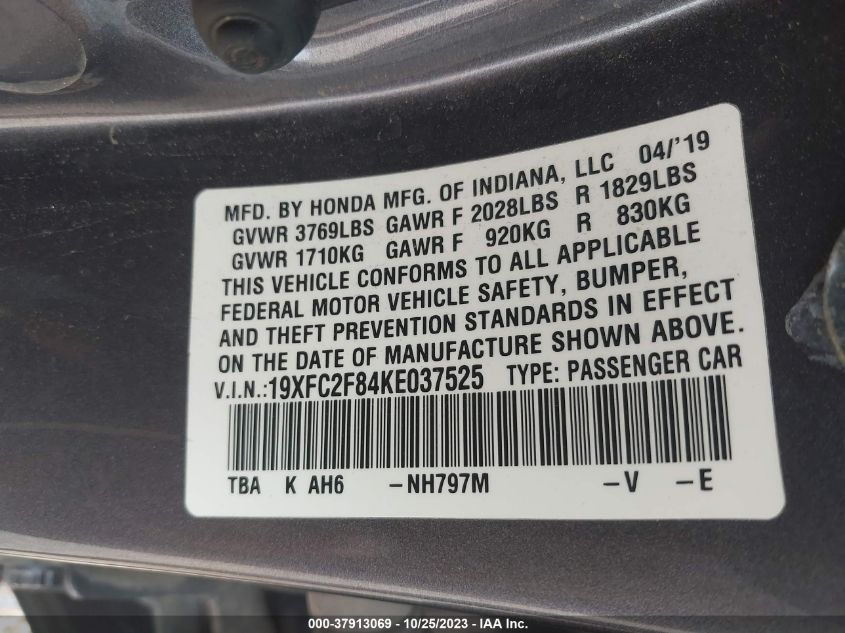 MFD. BY HONDA MFG. OF INDIANA, LLC 04/'19
GVWR 3769LBS GAWR F 2028LBS R 1829LBS
GVWR 1710KG GAWR F 920KG R 830KG
THIS VEHICLE CONFORMS TO ALL APPLICABLE
FEDERAL MOTOR VEHICLE SAFETY, BUMPER,
AND THEFT PREVENTION STANDARDS IN EFFECT
ON THE DATE OF MANUFACTURE SHOWN ABOVE.
V.I.N.:19XFC2F84KE037525 TYPE: PASSENGER CAR
TBA K AH6 -NH797M -V -E
000-37913069 - 10/25/2023 - IAAI.com